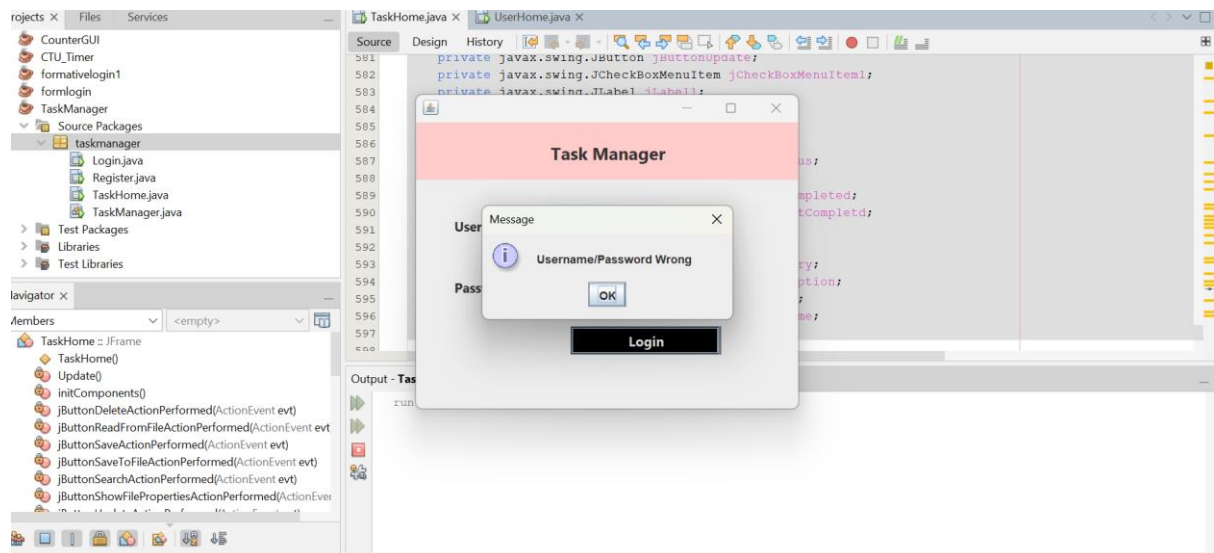 rojects × Files Services
CounterGUI
CTU_Timer
formativelogin1
formlogin
TaskManager
Source Packages
taskmanager
Login.java
Register.java
TaskHome.java
TaskManager.java
Test Packages
Libraries
Test Libraries
lavigator ×
Members <empty>
TaskHome :: JFrame
TaskHome()
Update()
initComponents()
jButtonDeleteActionPerformed(ActionEvent evt)
jButtonReadFromFileActionPerformed(ActionEvent evt
jButtonSaveActionPerformed(ActionEvent evt)
jButtonSaveToFileActionPerformed(ActionEvent evt)
jButtonSearchActionPerformed(ActionEvent evt)
jButtonShowFilePropertiesActionPerformed(ActionEve
TaskHome.java × UserHome.java ×
Source Design History
581 private javax.swing.JButton jButtonUpdate;
582 private javax.swing.JCheckBoxMenuItem jCheckBoxMenuItem1;
583 private javax.swing.JLabel jLabel1;
584
585
586
587 us;
588
589 mpleted;
590 tCompletd;
591
592
593 ry;
594 ption;
595 ;
596 me;
597
598
Task Manager
User
Pass
Login
Message
Username/Password Wrong
OK
Output - Tas
run